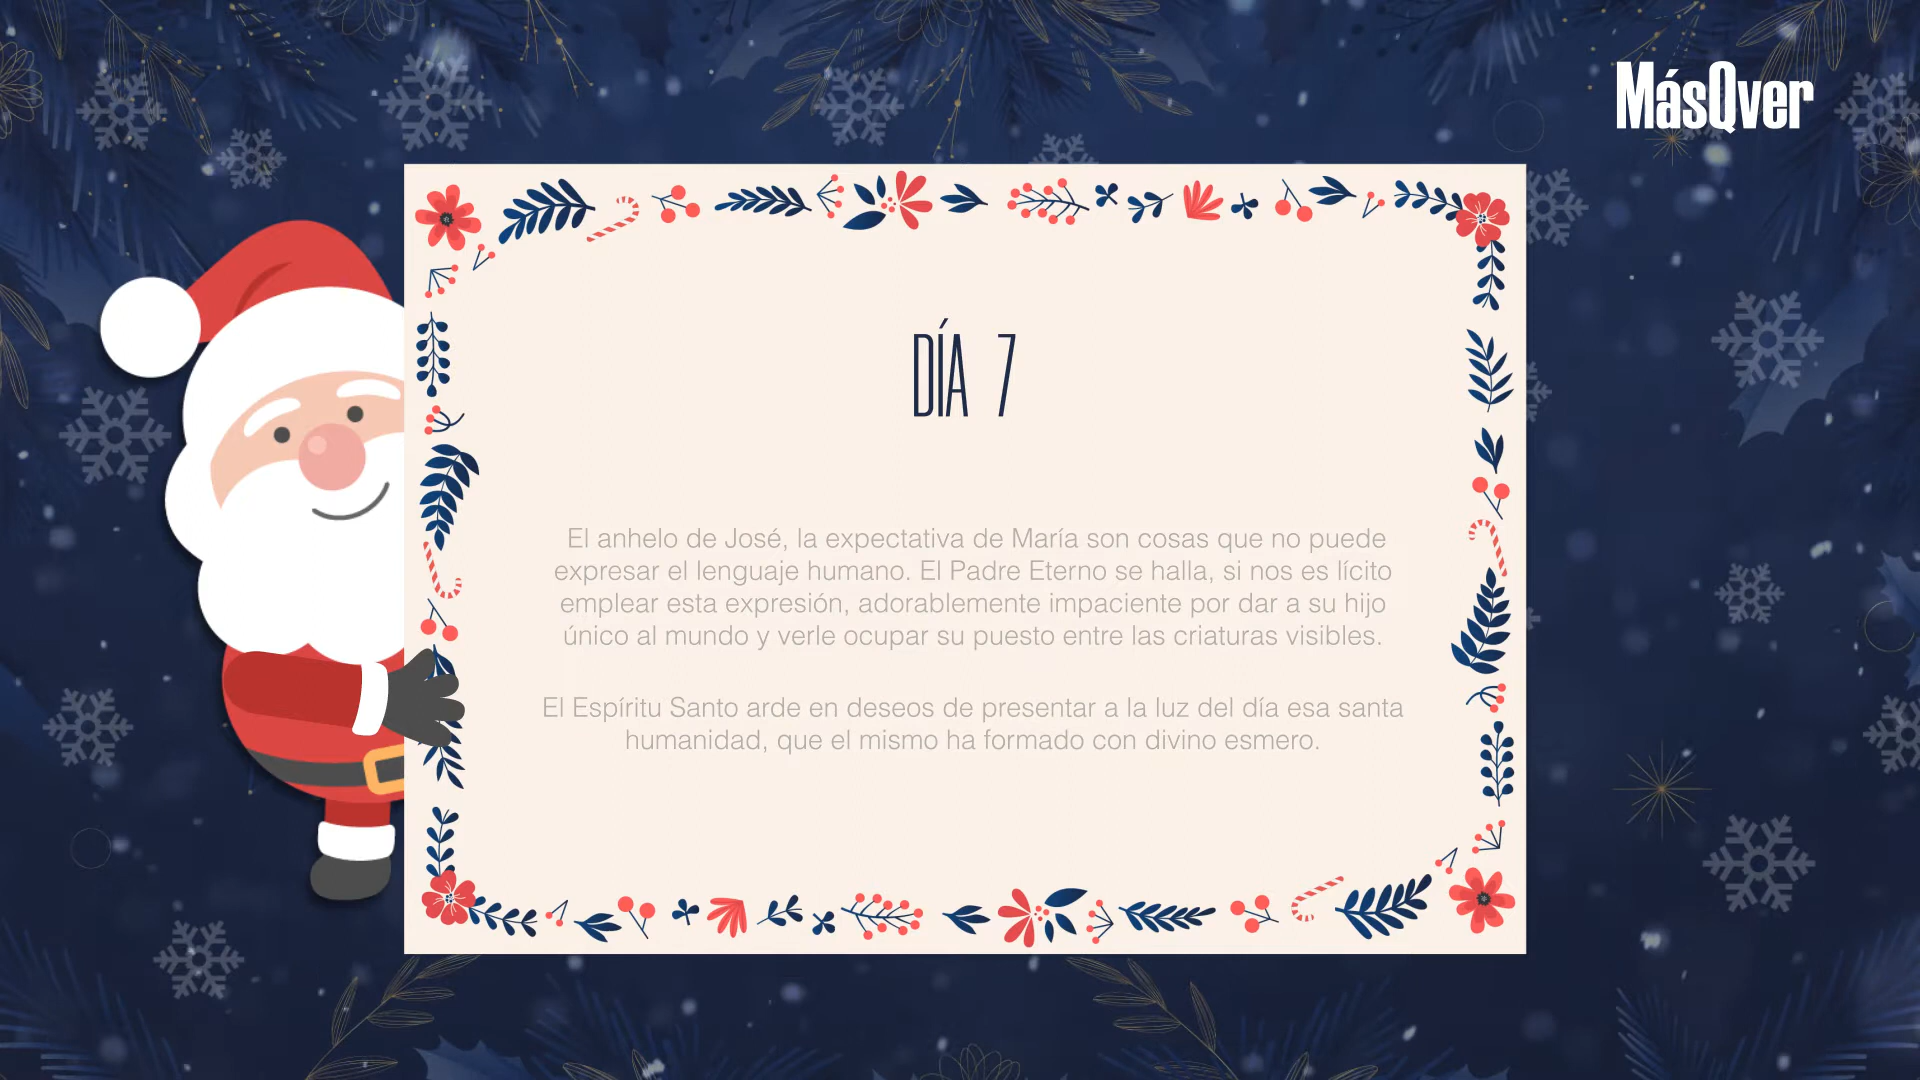 MásQver
DÍA 7
El anhelo de José, la expectativa de María son cosas que no puede
expresar el lenguaje humano. El Padre Eterno se halla, si nos es lícito
emplear esta expresión, adorablemente impaciente por dar a su hijo
único al mundo y verle ocupar su puesto entre las criaturas visibles.
El Espíritu Santo arde en deseos de presentar a la luz del día esa santa
humanidad, que el mismo ha formado con divino esmero.